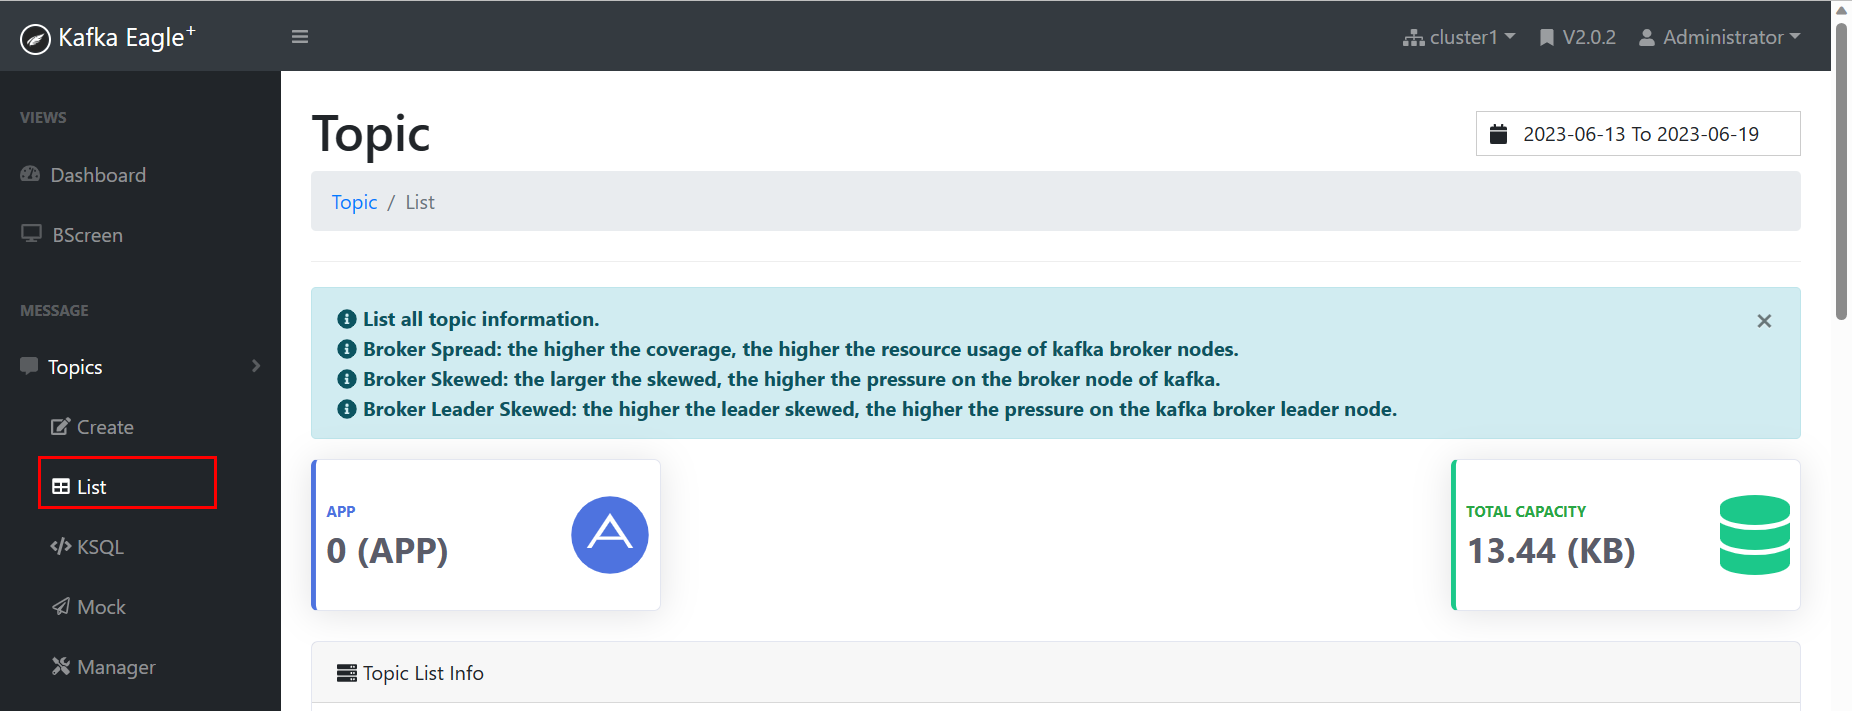 Kafka Eagle+
cluster1
V2.0.2
Administrator
VIEWS
Dashboard
BScreen
MESSAGE
Topics
Create
List
KSQL
Mock
Manager
Topic
2023-06-13 To 2023-06-19
Topic / List
List all topic information.
Broker Spread: the higher the coverage, the higher the resource usage of kafka broker nodes.
Broker Skewed: the larger the skewed, the higher the pressure on the broker node of kafka.
Broker Leader Skewed: the higher the leader skewed, the higher the pressure on the kafka broker leader node.
APP
0 (APP)
TOTAL CAPACITY
13.44 (KB)
Topic List Info